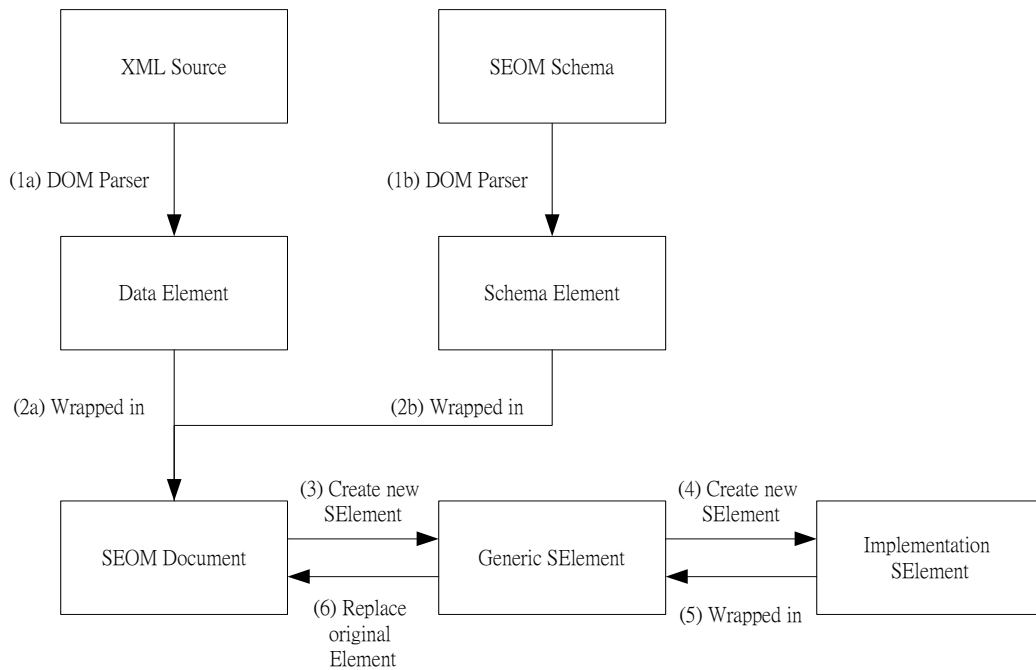 XML Source
SEOM Schema
(1a) DOM Parser
(1b) DOM Parser
Data Element
Schema Element
(2a) Wrapped in
(2b) Wrapped in
(3) Create new
SElement
(4) Create new
SElement
SEOM Document
Generic SElement
Implementation
SElement
(6) Replace
original
Element
(5) Wrapped in